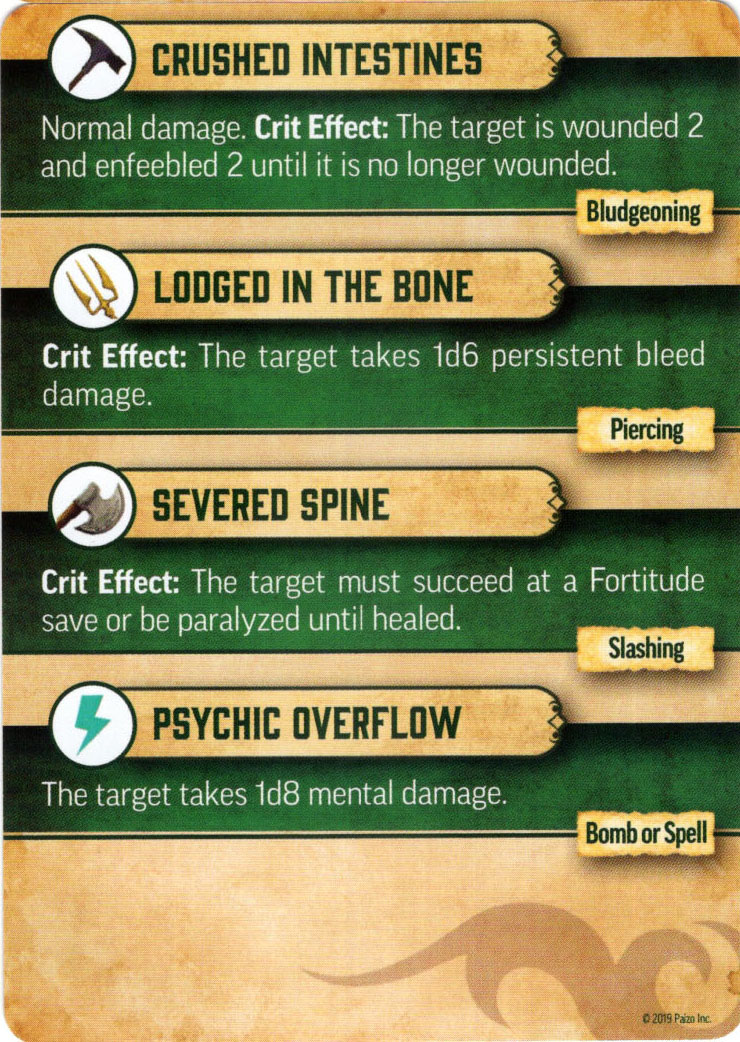 CRUSHED INTESTINES
Normal damage. Crit Effect: The target is wounded 2
and enfeebled 2 until it is no longer wounded.
Bludgeoning
LODGED IN THE BONE
Crit Effect: The target takes 1d6 persistent bleed
damage.
Piercing
SEVERED SPINE
Crit Effect: The target must succeed at a Fortitude
save or be paralyzed until healed.
Slashing
PSYCHIC OVERFLOW
The target takes 1d8 mental damage.
Bomb or Spell
© 2019 Paizo Inc.